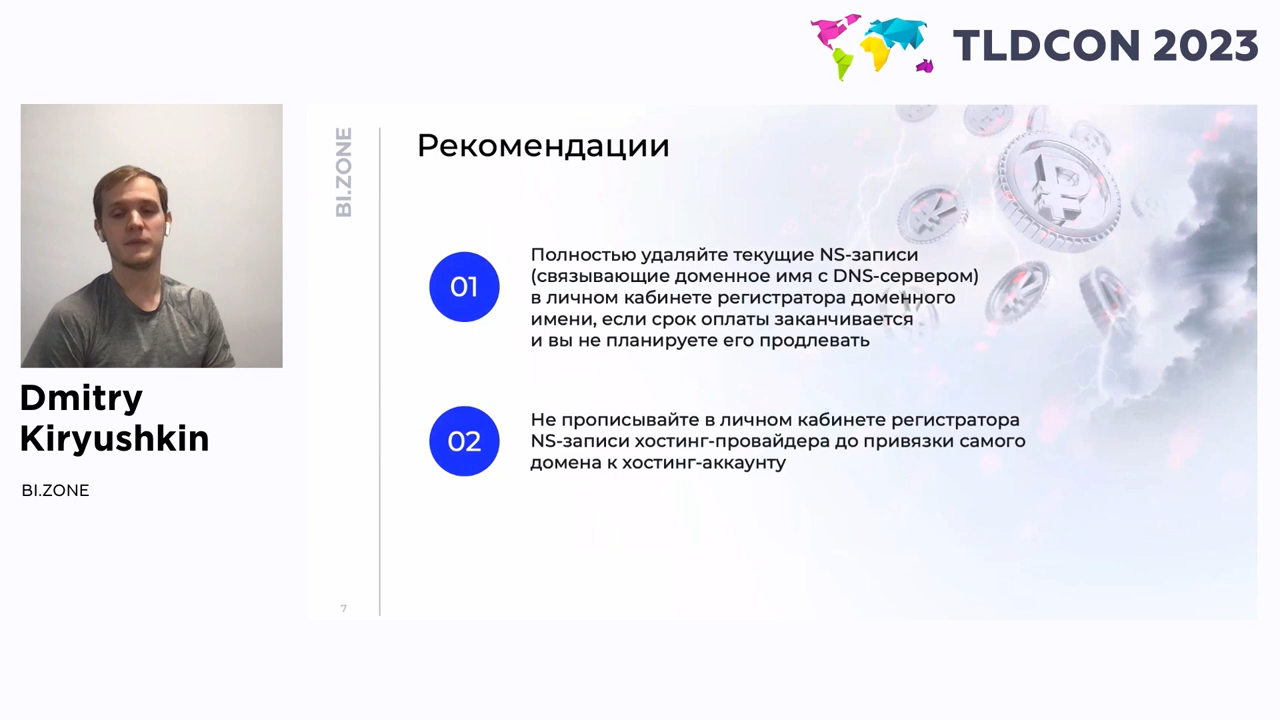 TLDCON 2023
BI.ZONE
Рекомендации
01
Полностью удаляйте текущие NS-записи
(связывающие доменное имя с DNS-сервером)
в личном кабинете регистратора доменного
имени, если срок оплаты заканчивается
и вы не планируете его продлевать
02
Не прописывайте в личном кабинете регистратора
NS-записи хостинг-провайдера до привязки самого
домена к хостинг-аккаунту
7
Dmitry
Kiryushkin
BI.ZONE